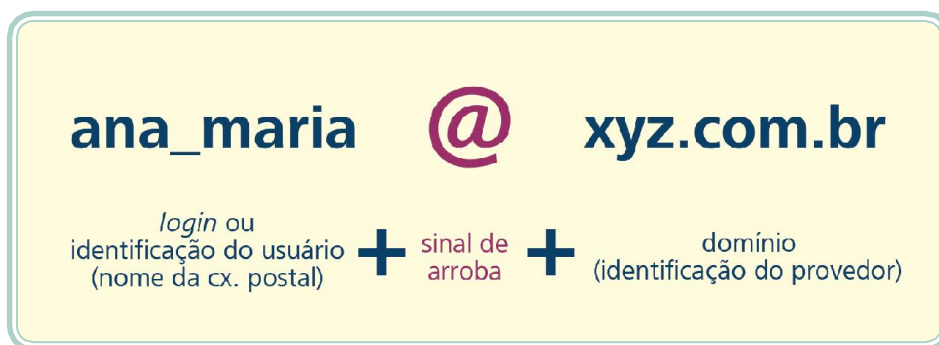 ana_maria @ xyz.com.br
login ou
identificação do usuário
(nome da cx. postal)
+
sinal de
arroba
+
domínio
(identificação do provedor)